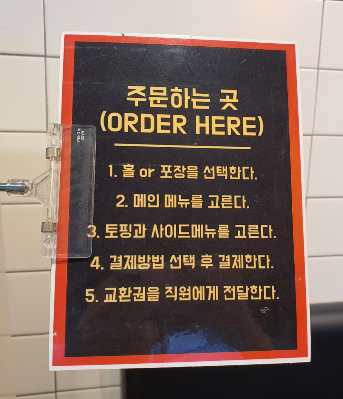 주문하는 곳
(ORDER HERE)
1. 홀 or 포장을 선택한다.
2. 메인 메뉴를 고른다.
3. 토핑과 사이드메뉴를 고른다.
4. 결제방법 선택 후 결제한다.
5. 교환권을 직원에게 전달한다.